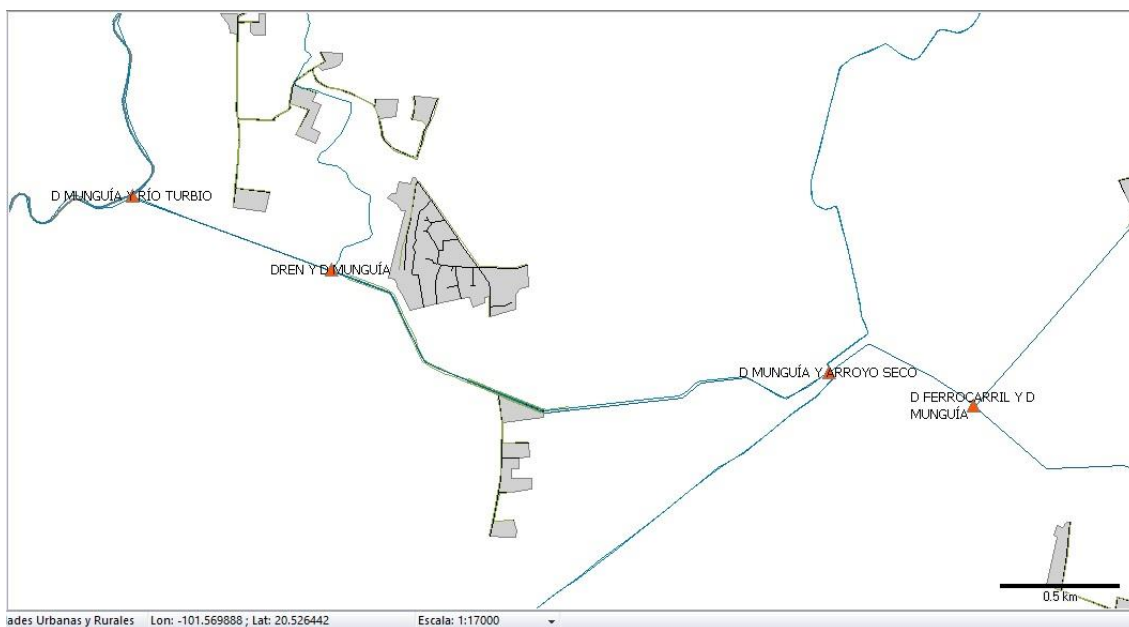 D MUNGUÍA Y RÍO TURBIO
DREN Y D MUNGUÍA
D MUNGUÍA Y ARROYO SECO
D FERROCARRIL Y D
MUNGUÍA
0.5 km
ades Urbanas y Rurales Lon: -101.569888 ; Lat: 20.526442 Escala: 1:17000